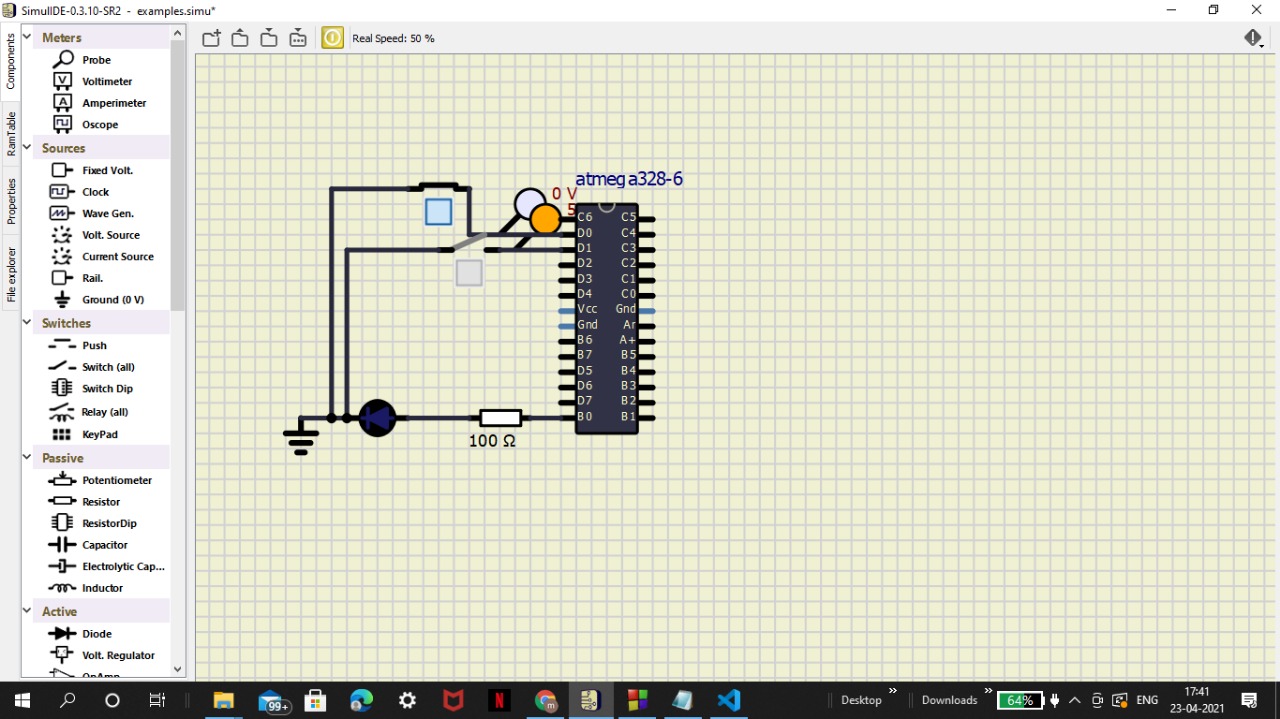 SimulIDE-0.3.10-SR2 - examples.simu*
Components
RamTable
Properties
File explorer
Meters
Probe
Voltmeter
Amperimeter
Oscope
Sources
Fixed Volt.
Clock
Wave Gen.
Volt. Source
Current Source
Rail.
Ground (0 V)
Switches
Push
Switch (all)
Switch Dip
Relay (all)
KeyPad
Passive
Potentiometer
Resistor
ResistorDip
Capacitor
Electrolytic Cap...
Inductor
Active
Diode
Volt. Regulator
OpAmp
Real Speed: 50 %
atmega328-6
0 V
5
C6 C5
D0 C4
D1 C3
D2 C2
D3 C1
D4 C0
Vcc Gnd
Gnd Ar
B6 A+
B7 B5
D5 B4
D6 B3
D7 B2
B0 B1
100 Ω
99+
Desktop
Downloads
64%
ENG
17:41
23-04-2021